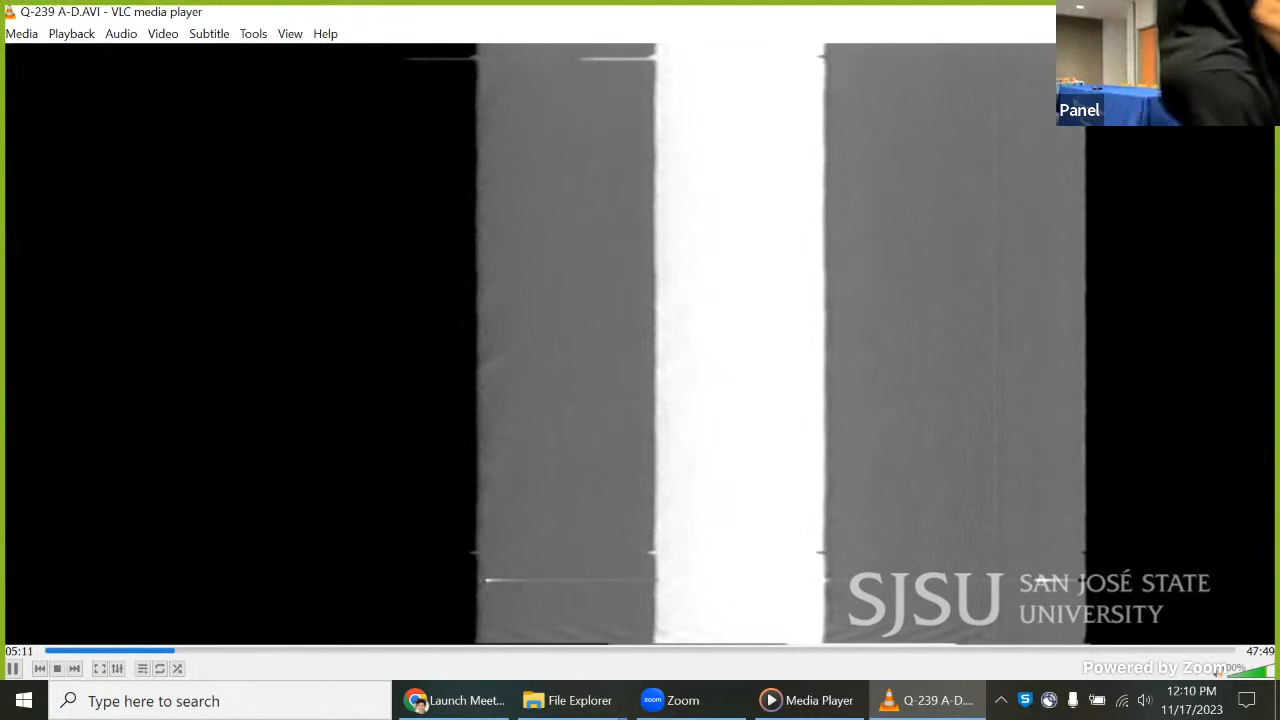 Q-239 A-D.AVI - VLC media player
Media Playback Audio Video Subtitle Tools View Help
Panel
SJSU SAN JOSÉ STATE
UNIVERSITY
05:11
47:49
Powered by Zoom
Type here to search
Launch Meet...
File Explorer
Zoom
Media Player
Q-239 A-D....
12:10 PM
11/17/2023